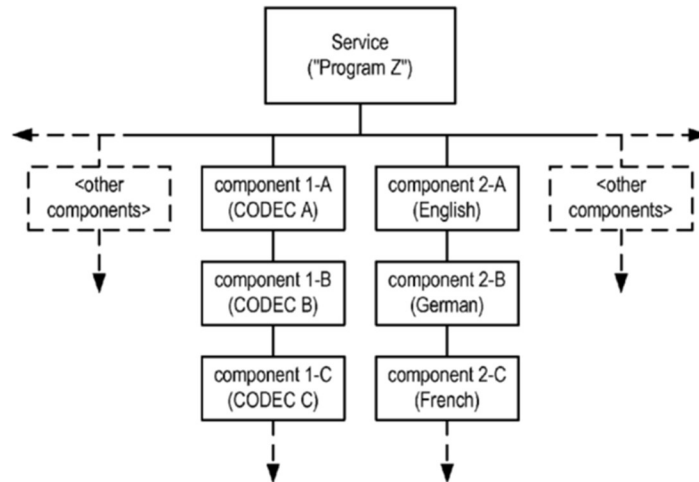 Service
("Program Z")
<other
components>
component 1-A
(CODEC A)
component 2-A
(English)
<other
components>
component 1-B
(CODEC B)
component 2-B
(German)
component 1-C
(CODEC C)
component 2-C
(French)